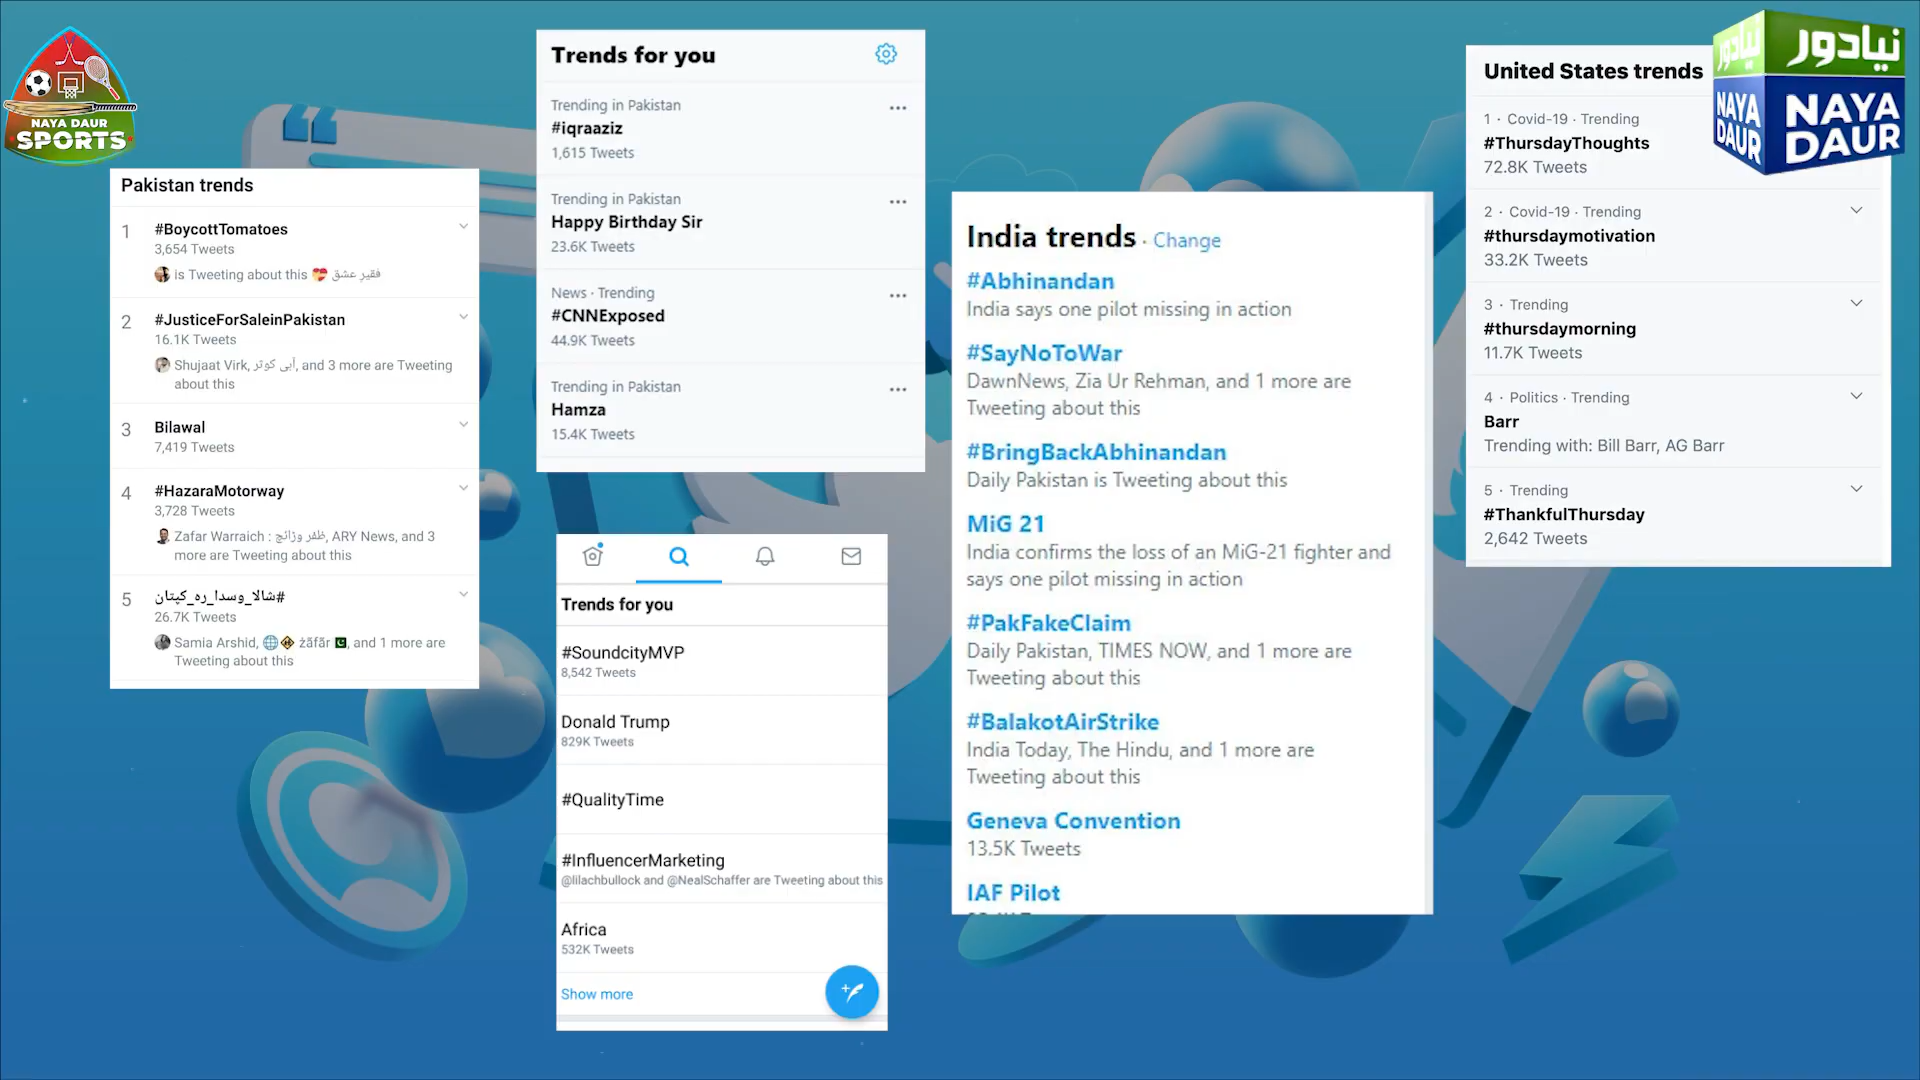 NAYA DAUR
SPORTS
Pakistan trends
1
#BoycottTomatoes
3,654 Tweets
is Tweeting about this 💝 فقیرِ عشق
2
#JusticeForSaleinPakistan
16.1K Tweets
Shujaat Virk, أبى كوثر, and 3 more are Tweeting
about this
3
Bilawal
7,419 Tweets
4
#HazaraMotorway
3,728 Tweets
Zafar Warraich : ظفر وڑائچ, ARY News, and 3
more are Tweeting about this
5
#شالا_وسدا_رہ_کپتان
26.7K Tweets
Samia Arshid, 🌐 żãfãr 🇵🇰, and 1 more are
Tweeting about this
Trends for you
Trending in Pakistan
#iqraaziz
1,615 Tweets
Trending in Pakistan
Happy Birthday Sir
23.6K Tweets
News · Trending
#CNNExposed
44.9K Tweets
Trending in Pakistan
Hamza
15.4K Tweets
Trends for you
#SoundcityMVP
8,542 Tweets
Donald Trump
829K Tweets
#QualityTime
#InfluencerMarketing
@lilachbullock and @NealSchaffer are Tweeting about this
Africa
532K Tweets
Show more
India trends · Change
#Abhinandan
India says one pilot missing in action
#SayNoToWar
DawnNews, Zia Ur Rehman, and 1 more are
Tweeting about this
#BringBackAbhinandan
Daily Pakistan is Tweeting about this
MiG 21
India confirms the loss of an MiG-21 fighter and
says one pilot missing in action
#PakFakeClaim
Daily Pakistan, TIMES NOW, and 1 more are
Tweeting about this
#BalakotAirStrike
India Today, The Hindu, and 1 more are
Tweeting about this
Geneva Convention
13.5K Tweets
IAF Pilot
United States trends
1 · Covid-19 · Trending
#ThursdayThoughts
72.8K Tweets
2 · Covid-19 · Trending
#thursdaymotivation
33.2K Tweets
3 · Trending
#thursdaymorning
11.7K Tweets
4 · Politics · Trending
Barr
Trending with: Bill Barr, AG Barr
5 · Trending
#ThankfulThursday
2,642 Tweets
نیادور
نیادور
NAYA
DAUR
NAYA
DAUR